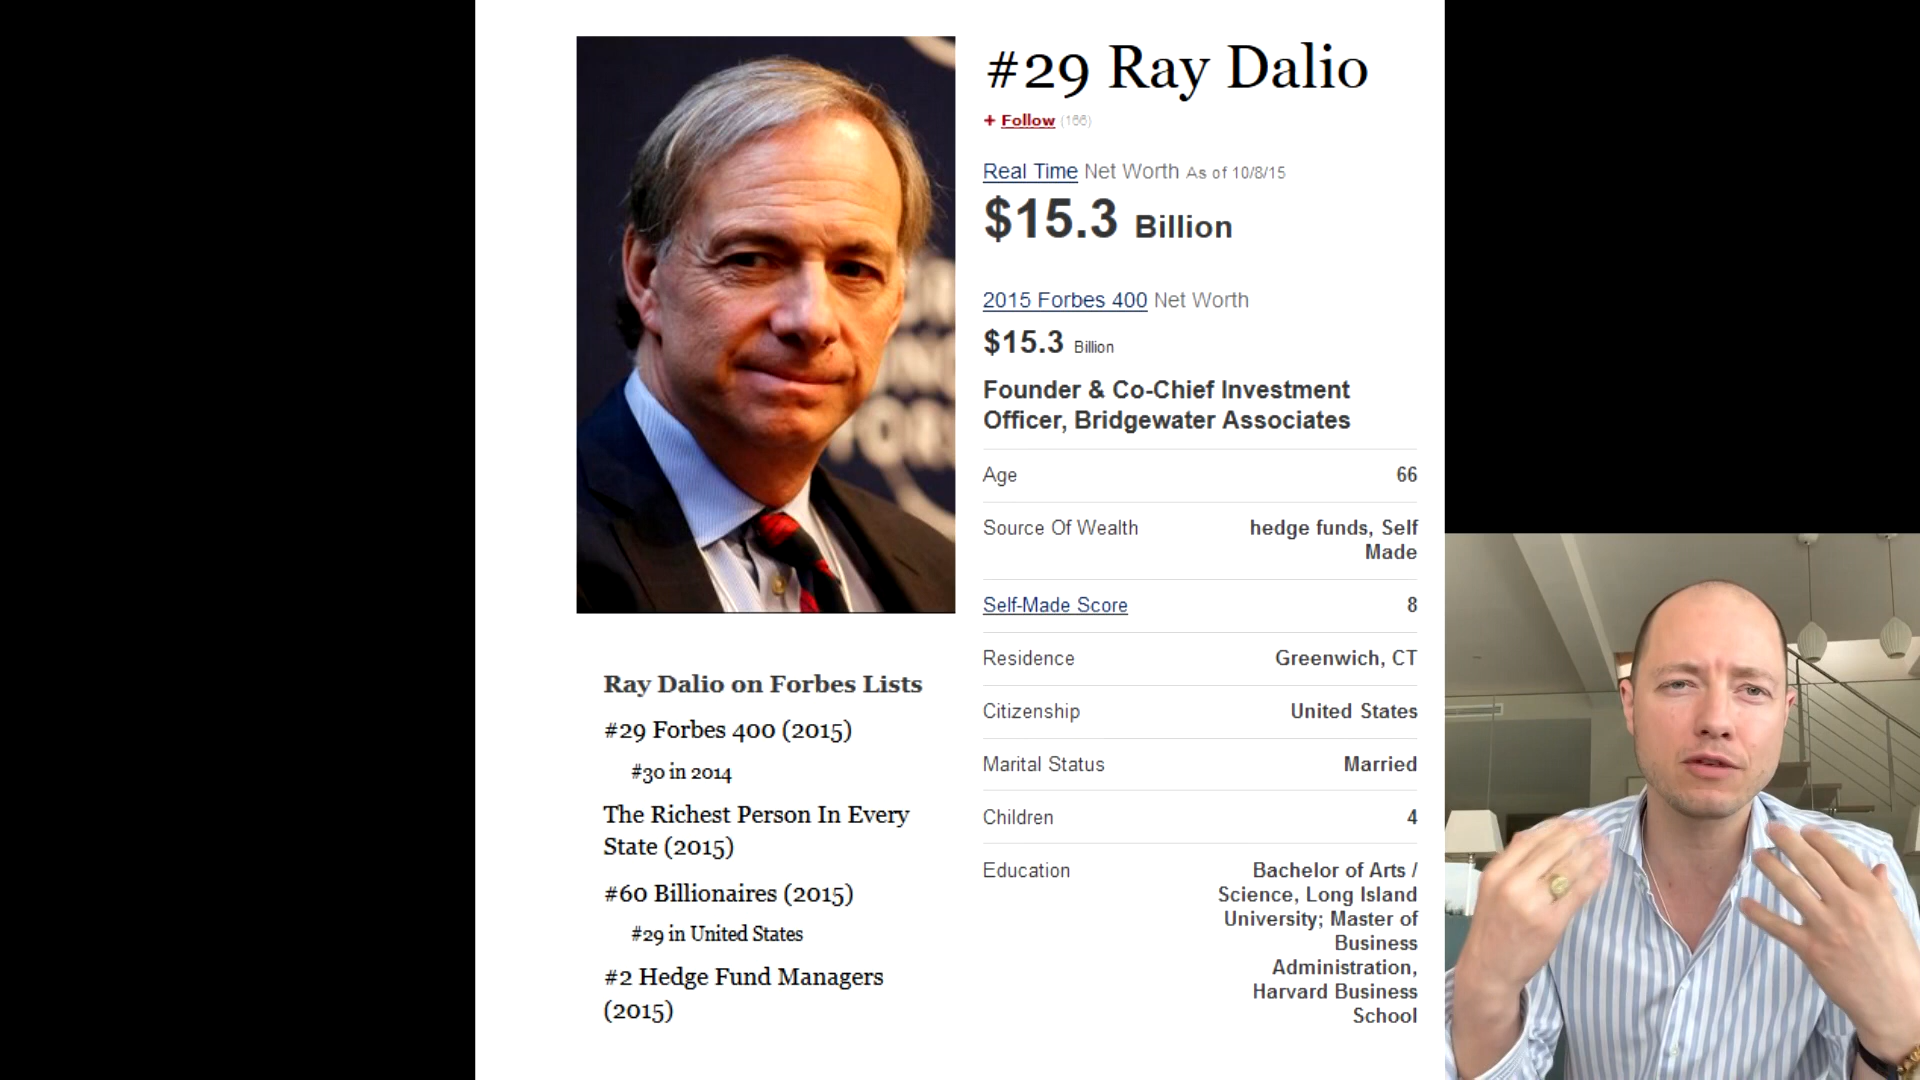 #29 Ray Dalio
+ Follow (166)
Real Time Net Worth As of 10/8/15
$15.3 Billion
2015 Forbes 400 Net Worth
$15.3 Billion
Founder & Co-Chief Investment
Officer, Bridgewater Associates
Age 66
Source Of Wealth hedge funds, Self
Made
Self-Made Score 8
Residence Greenwich, CT
Citizenship United States
Marital Status Married
Children 4
Education Bachelor of Arts /
Science, Long Island
University; Master of
Business
Administration,
Harvard Business
School
Ray Dalio on Forbes Lists
#29 Forbes 400 (2015)
#30 in 2014
The Richest Person In Every
State (2015)
#60 Billionaires (2015)
#29 in United States
#2 Hedge Fund Managers
(2015)